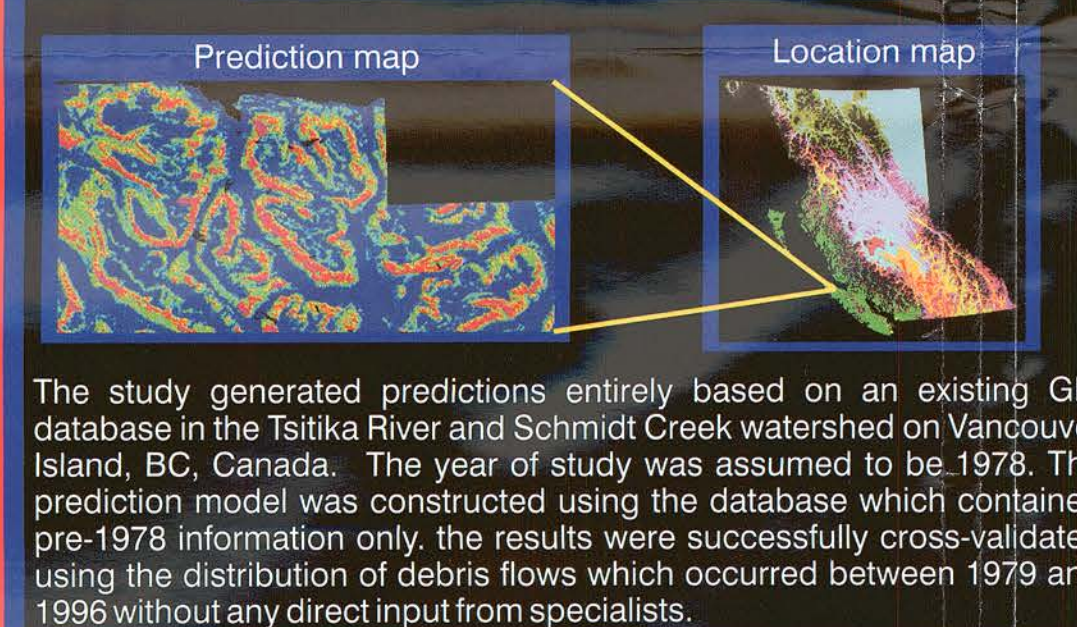 Prediction map
Location map
The study generated predictions entirely based on an existing
database in the Tsitika River and Schmidt Creek watershed on
Island, BC, Canada. The year of study was assumed to be 1978.
prediction model was constructed using the database which
pre-1978 information only. the results were successfully
using the distribution of debris flows which occurred between 1979
1996 without any direct input from specialists.